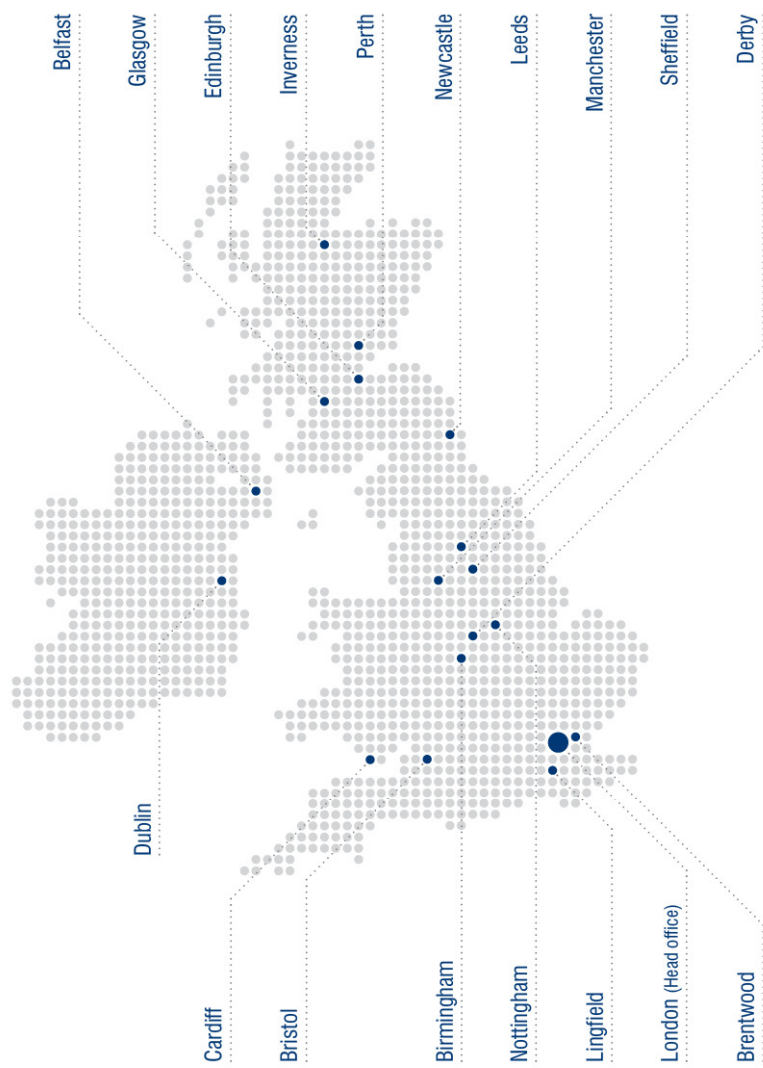 Belfast
Glasgow
Edinburgh
Inverness
Perth
Newcastle
Leeds
Manchester
Sheffield
Derby
Dublin
Cardiff
Bristol
Birmingham
Nottingham
Lingfield
London (Head office)
Brentwood